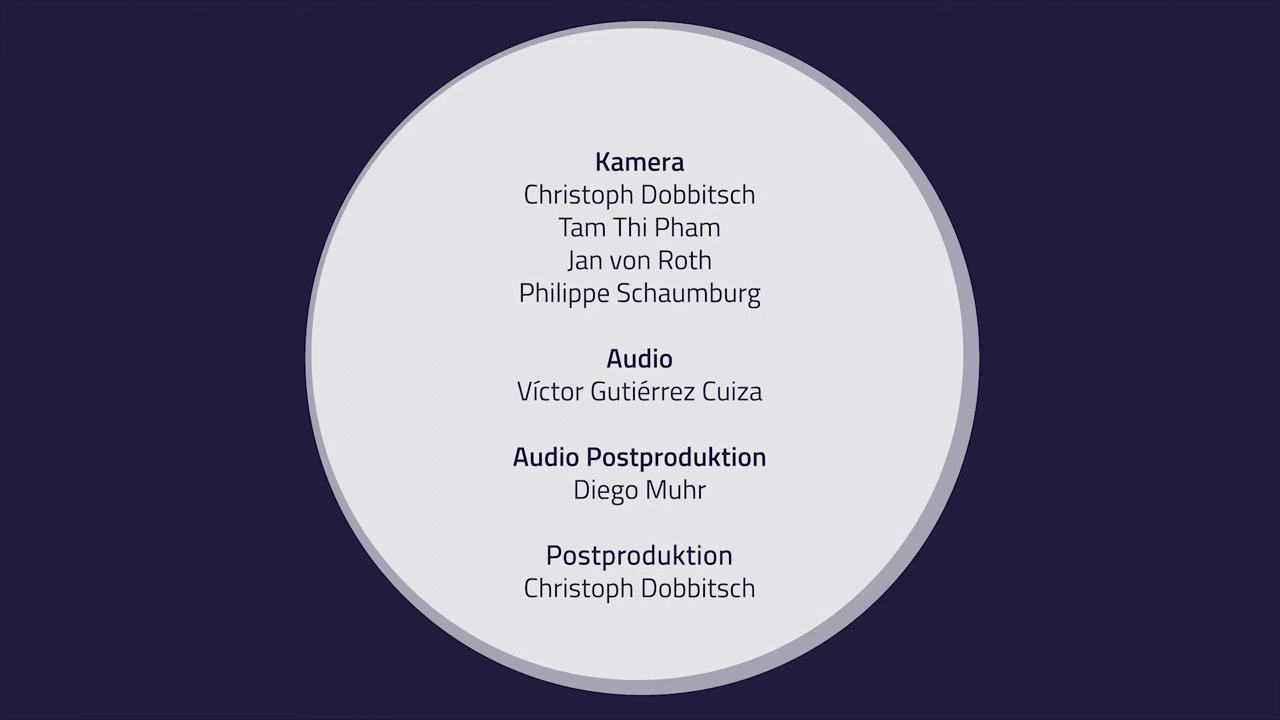 Kamera
Christoph Dobbitsch
Tam Thi Pham
Jan von Roth
Philippe Schaumburg
Audio
Víctor Gutiérrez Cuiza
Audio Postproduktion
Diego Muhr
Postproduktion
Christoph Dobbitsch